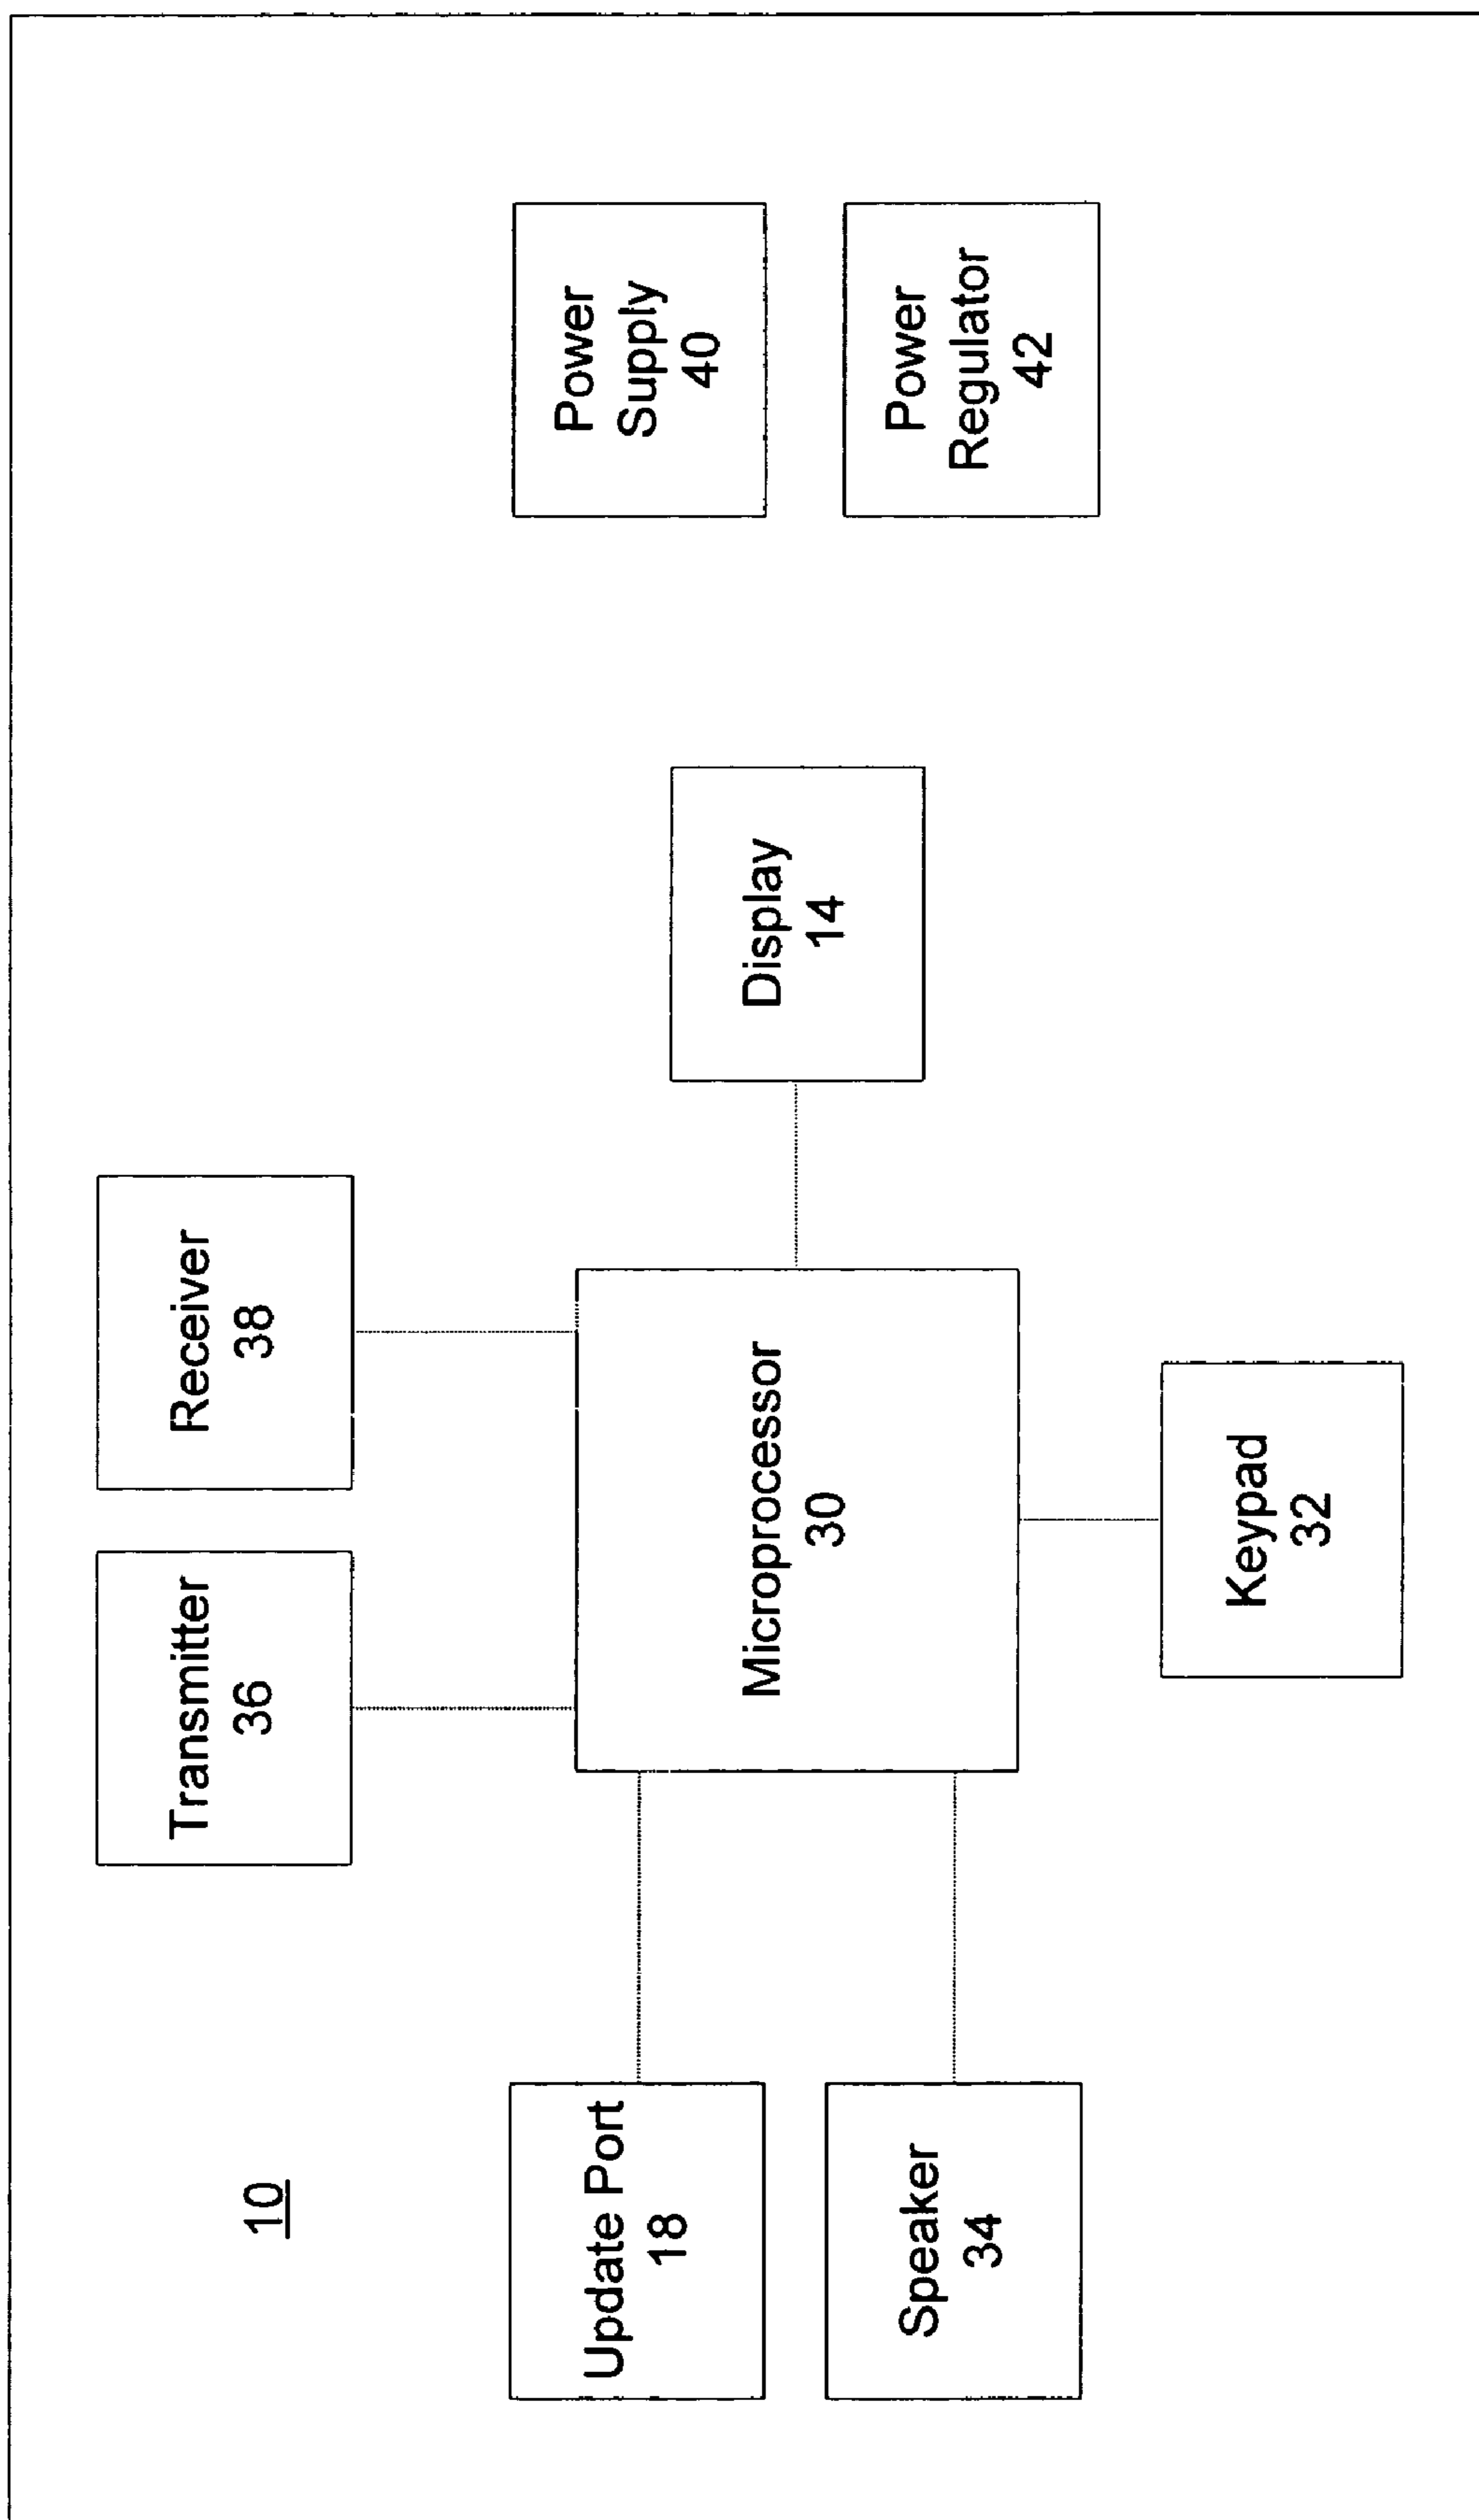 10
Transmitter
36
Receiver
38
Update Port
18
Speaker
34
Microprocessor
30
Display
14
Power
Supply
40
Power
Regulator
42
Keypad
32